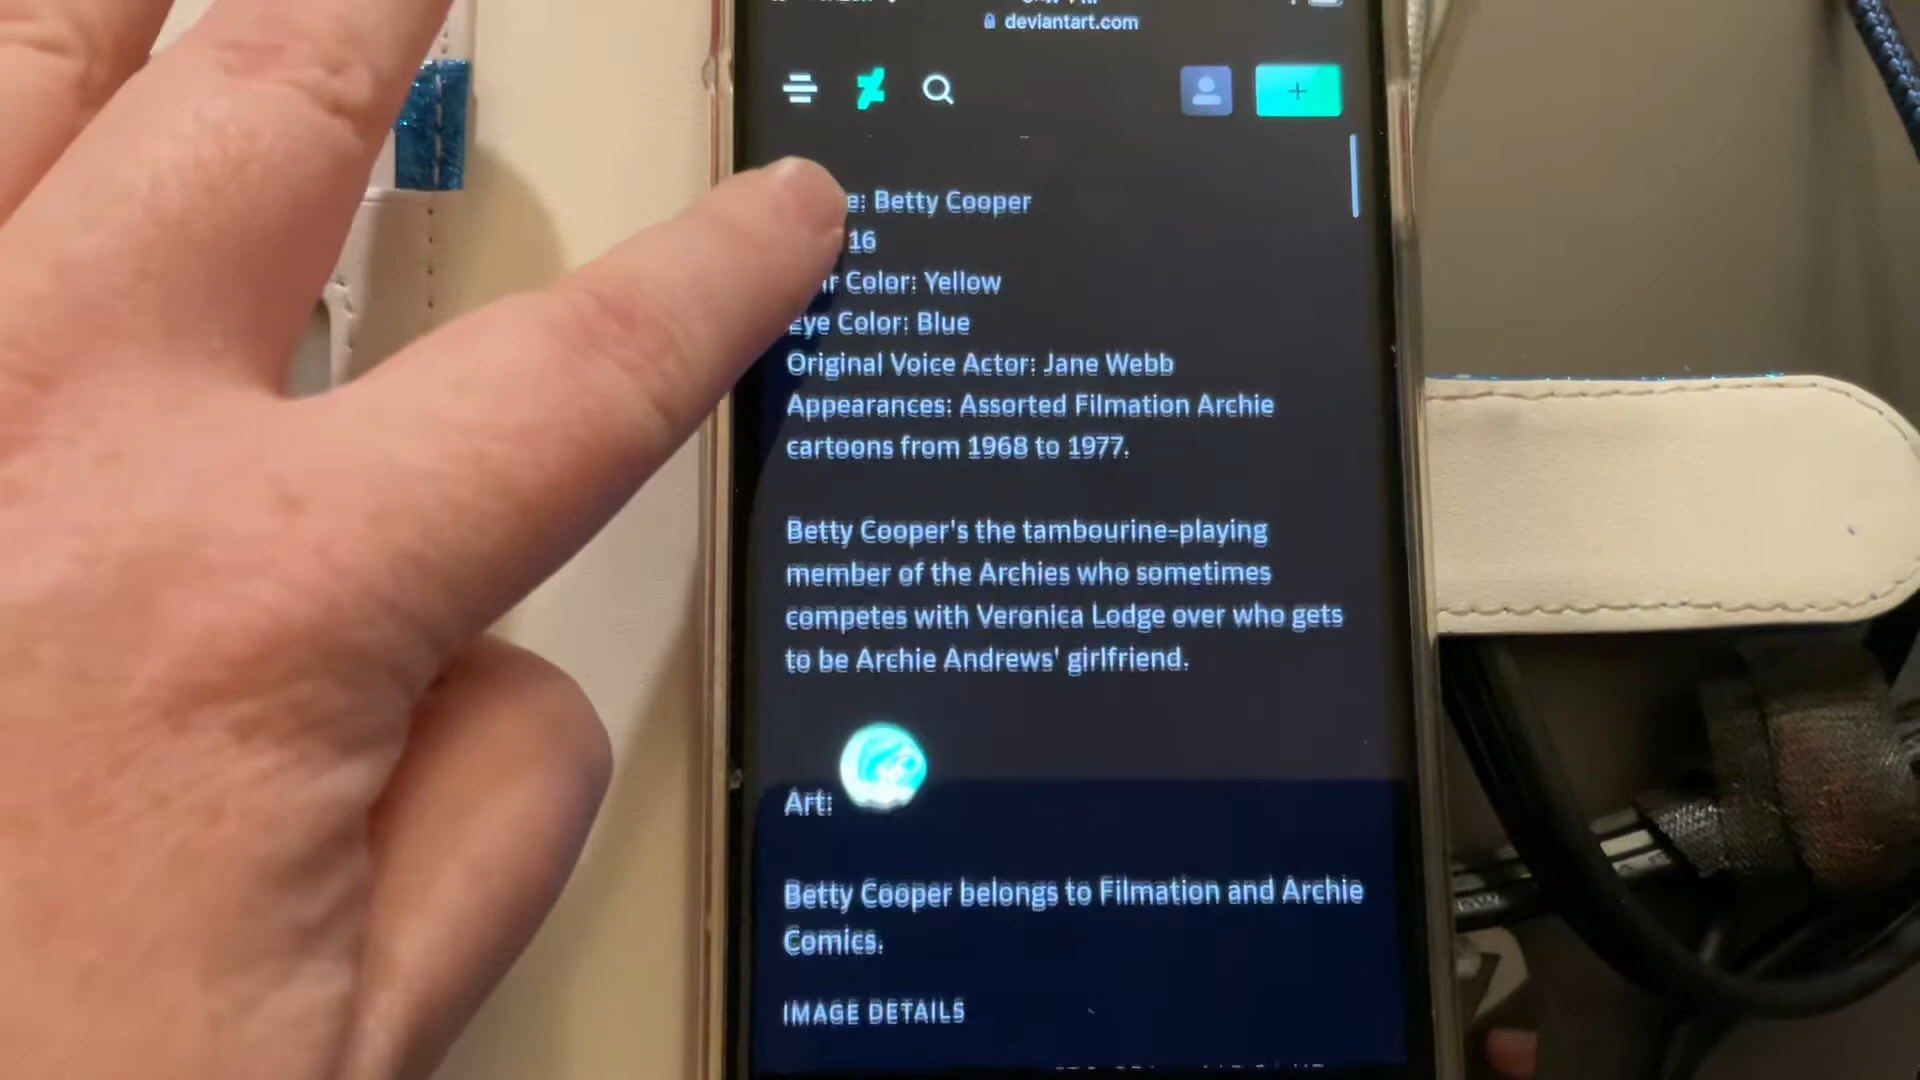 deviantart.com
+
e: Betty Cooper
16
r Color: Yellow
Eye Color: Blue
Original Voice Actor: Jane Webb
Appearances: Assorted Filmation Archie
cartoons from 1968 to 1977.
Betty Cooper's the tambourine-playing
member of the Archies who sometimes
competes with Veronica Lodge over who gets
to be Archie Andrews' girlfriend.
Art:
Betty Cooper belongs to Filmation and Archie
Comics.
IMAGE DETAILS